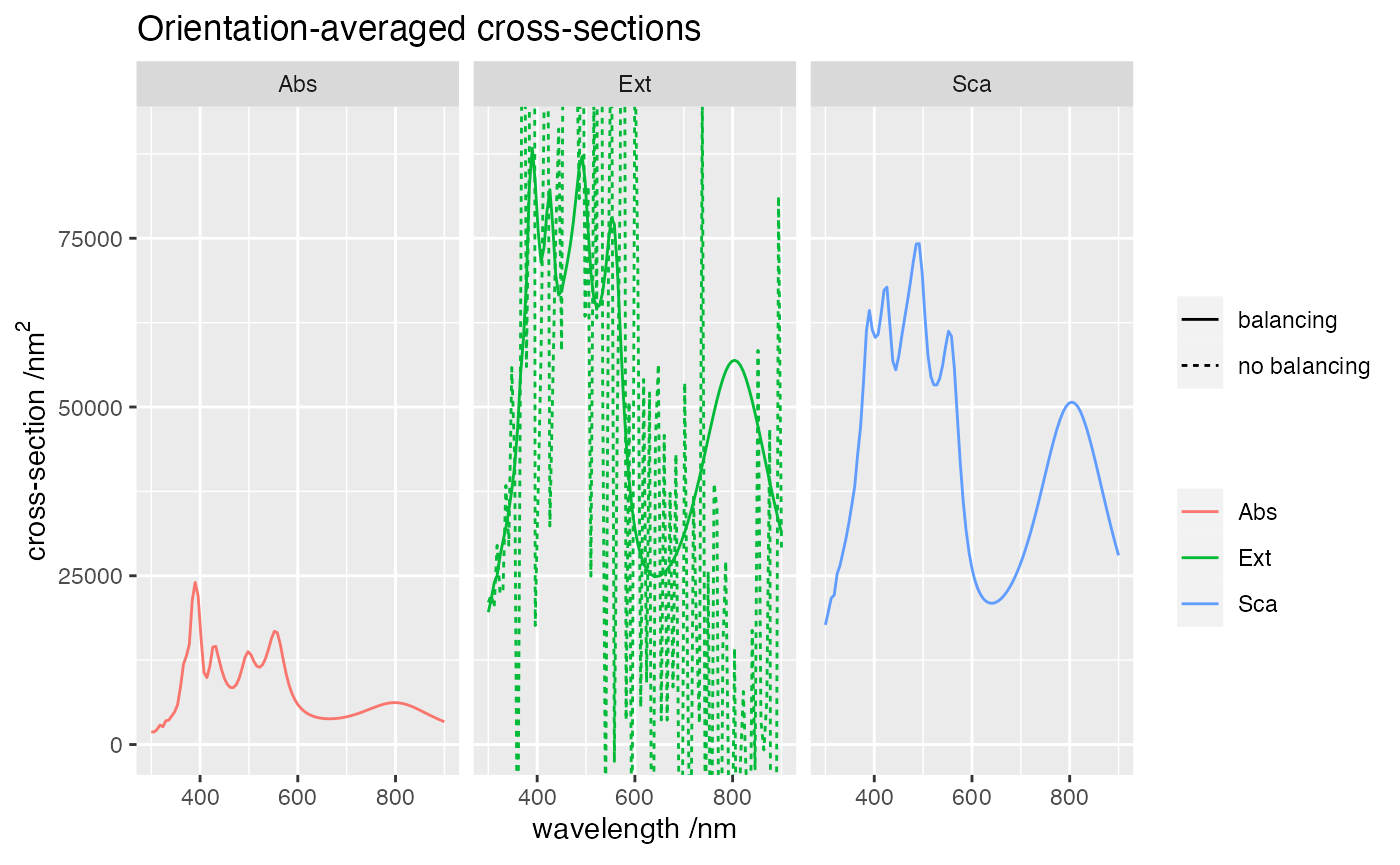 Orientation-averaged cross-sections
Abs
Ext
Sca
cross-section /nm²
75000
50000
25000
0
400
600
800
400
600
800
400
600
800
wavelength /nm
balancing
no balancing
Abs
Ext
Sca